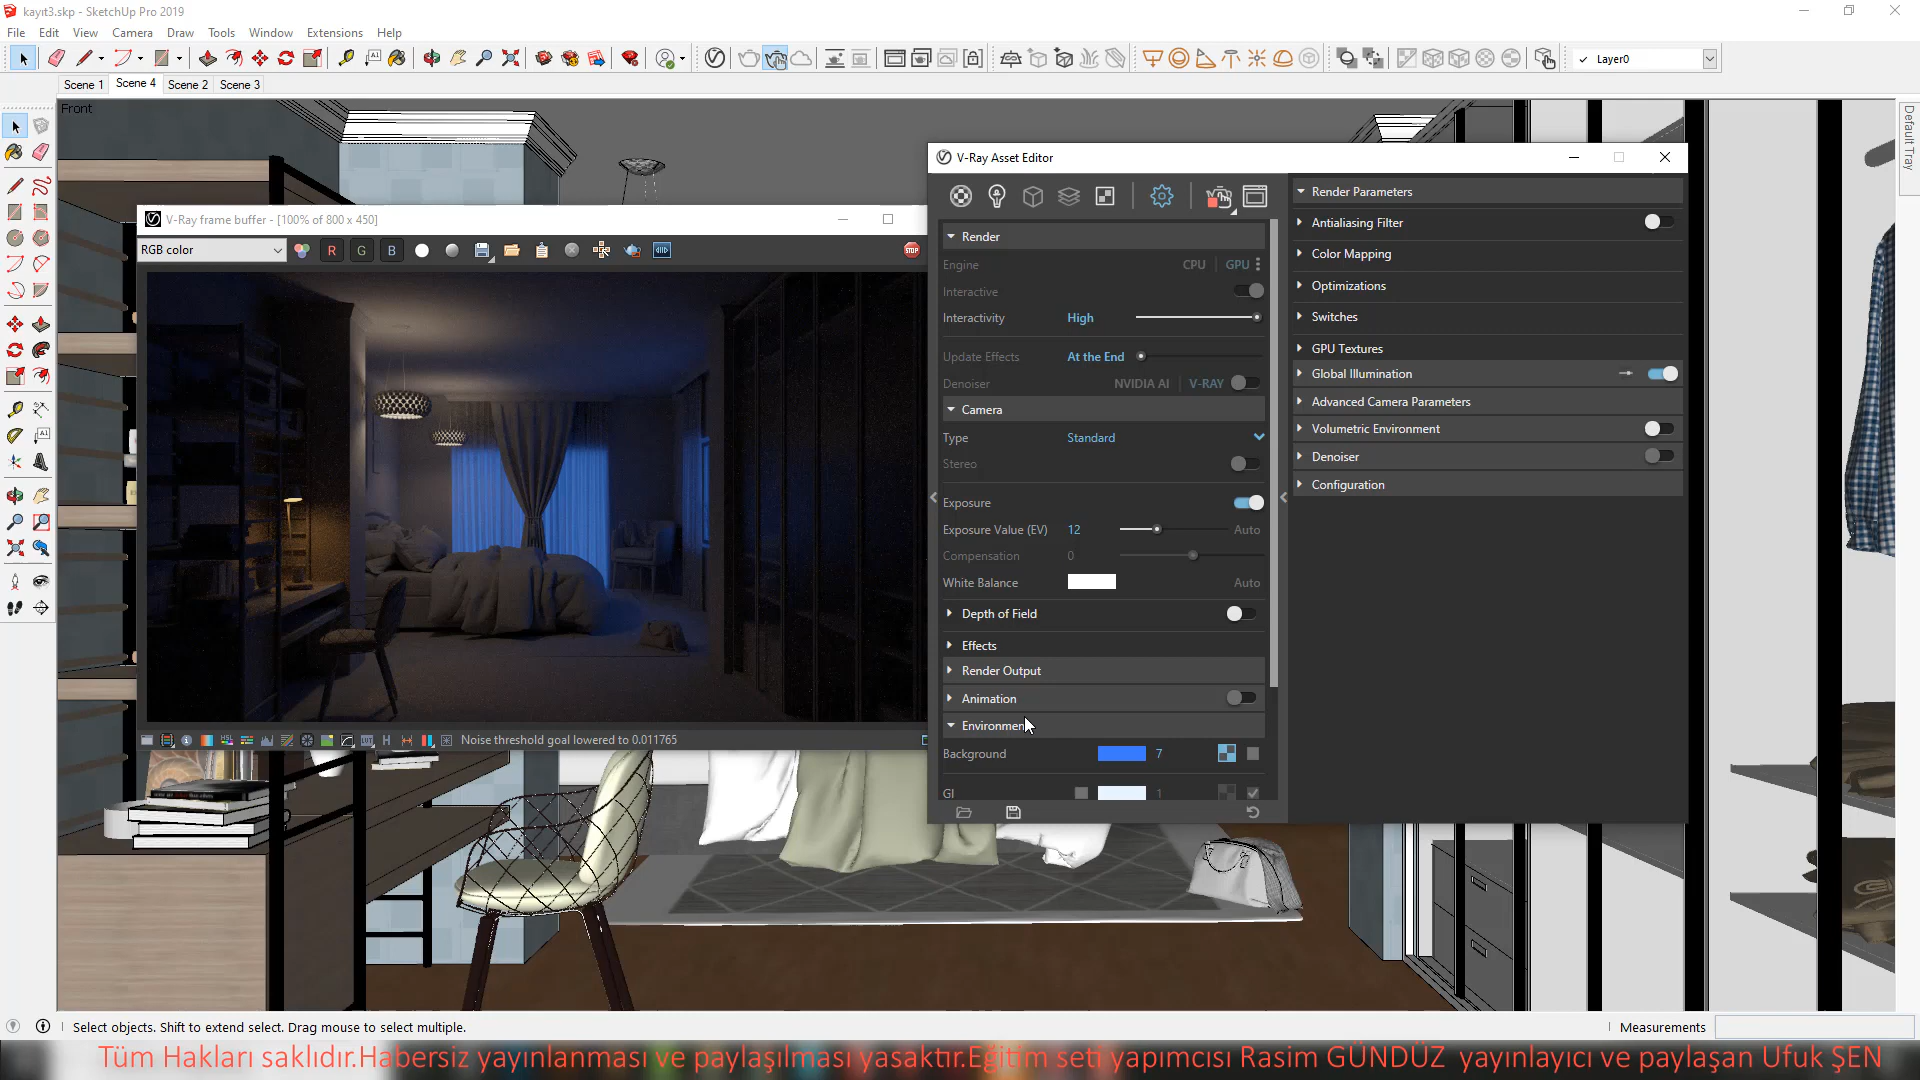 kayıt3.skp - SketchUp Pro 2019
File Edit View Camera Draw Tools Window Extensions Help
Layer0
Scene 1 Scene 4 Scene 2 Scene 3
Front
Default Tray
V-Ray frame buffer - [100% of 800 x 450]
RGB color
R G B
STOP
Noise threshold goal lowered to 0.011765
V-Ray Asset Editor
Render
Engine CPU GPU
Interactive
Interactivity High
Update Effects At the End
Denoiser NVIDIA AI V-RAY
Camera
Type Standard
Stereo
Exposure
Exposure Value (EV) 12 Auto
Compensation 0
White Balance Auto
Depth of Field
Effects
Render Output
Animation
Environmen
Background 7
GI 1
Render Parameters
Antialiasing Filter
Color Mapping
Optimizations
Switches
GPU Textures
Global Illumination
Advanced Camera Parameters
Volumetric Environment
Denoiser
Configuration
Select objects. Shift to extend select. Drag mouse to select multiple.
Measurements
Tüm Hakları saklıdır.Habersiz yayınlanması ve paylaşılması yasaktır.Eğitim seti yapımcısı Rasim GÜNDÜZ yayınlayıcı ve paylaşan Ufuk ŞEN